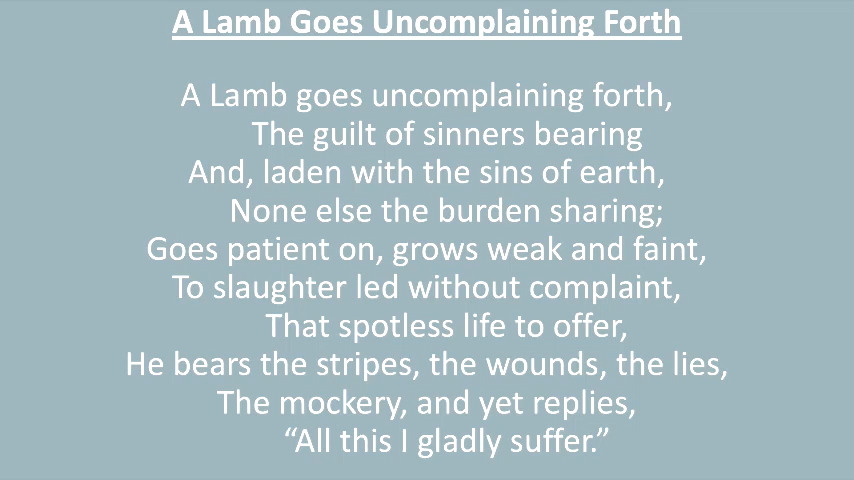 A Lamb Goes Uncomplaining Forth
A Lamb goes uncomplaining forth,
The guilt of sinners bearing
And, laden with the sins of earth,
None else the burden sharing;
Goes patient on, grows weak and faint,
To slaughter led without complaint,
That spotless life to offer,
He bears the stripes, the wounds, the lies,
The mockery, and yet replies,
“All this I gladly suffer.”